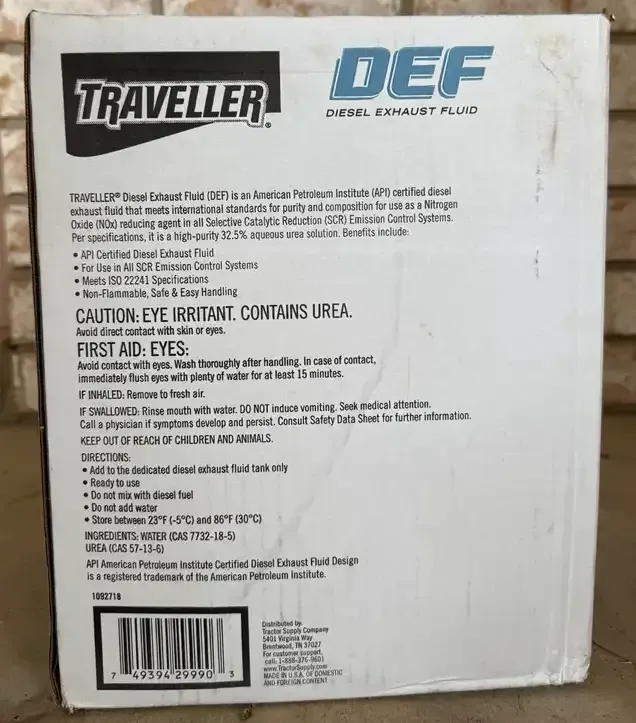 TRAVELLER®
DEF
DIESEL EXHAUST FLUID
TRAVELLER® Diesel Exhaust Fluid (DEF) is an American Petroleum Institute (API) certified diesel
exhaust fluid that meets international standards for purity and composition for use as a Nitrogen
Oxide (NOx) reducing agent in all Selective Catalytic Reduction (SCR) Emission Control Systems.
Per specifications, it is a high-purity 32.5% aqueous urea solution. Benefits include:
• API Certified Diesel Exhaust Fluid
• For Use in All SCR Emission Control Systems
• Meets ISO 22241 Specifications
• Non-Flammable, Safe & Easy Handling
CAUTION: EYE IRRITANT. CONTAINS UREA.
Avoid direct contact with skin or eyes.
FIRST AID: EYES:
Avoid contact with eyes. Wash thoroughly after handling. In case of contact,
immediately flush eyes with plenty of water for at least 15 minutes.
IF INHALED: Remove to fresh air.
IF SWALLOWED: Rinse mouth with water. DO NOT induce vomiting. Seek medical attention.
Call a physician if symptoms develop and persist. Consult Safety Data Sheet for further information.
KEEP OUT OF REACH OF CHILDREN AND ANIMALS.
DIRECTIONS:
• Add to the dedicated diesel exhaust fluid tank only
• Ready to use
• Do not mix with diesel fuel
• Do not add water
• Store between 23°F (-5°C) and 86°F (30°C)
INGREDIENTS: WATER (CAS 7732-18-5)
UREA (CAS 57-13-6)
API American Petroleum Institute Certified Diesel Exhaust Fluid Design
is a registered trademark of the American Petroleum Institute.
1092718
7 49394 29990 3
Distributed by:
Tractor Supply Company
5401 Virginia Way
Brentwood, TN 37027
For customer support,
call: 1-888-376-9601
www.TractorSupply.com
MADE IN U.S.A. OF DOMESTIC
AND FOREIGN CONTENT